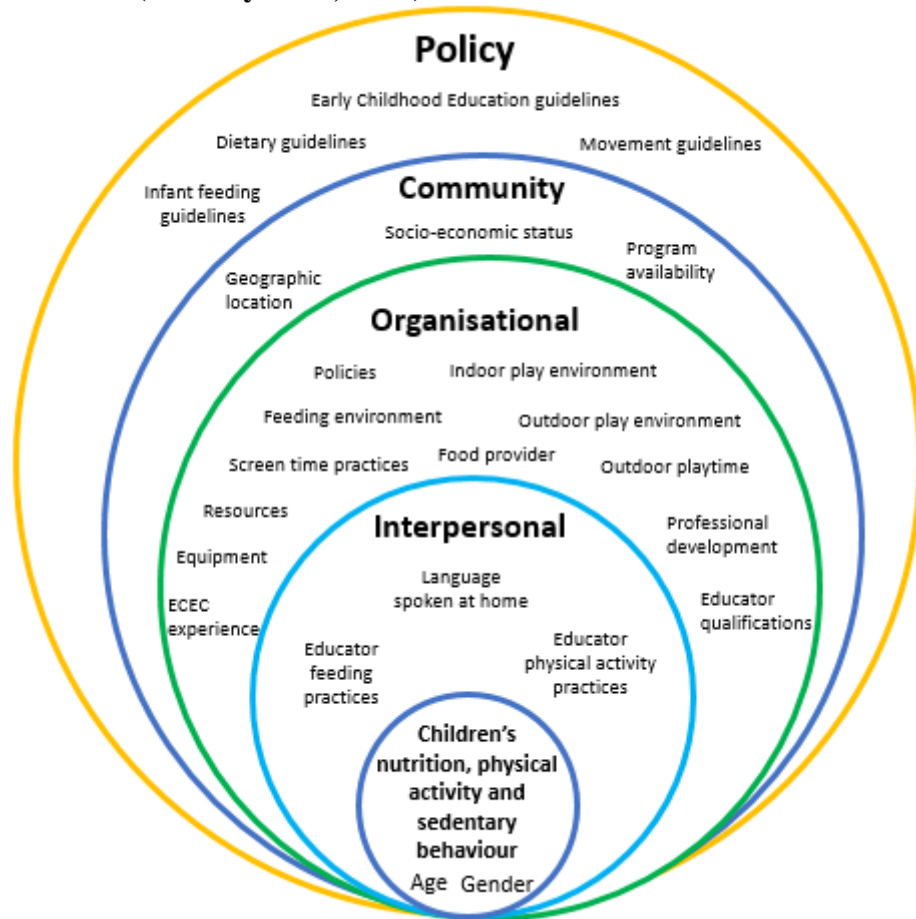 Policy
Early Childhood Education guidelines
Dietary guidelines
Movement guidelines
Infant feeding
guidelines
Community
Socio-economic status
Program
availability
Geographic
location
Organisational
Policies
Indoor play environment
Feeding environment
Outdoor play environment
Food provider
Screen time practices
Outdoor playtime
Resources
Professional
development
Equipment
ECEC
experience
Educator
qualifications
Interpersonal
Language
spoken at home
Educator
feeding
practices
Educator
physical activity
practices
Children's
nutrition, physical
activity and
sedentary
behaviour
Age Gender